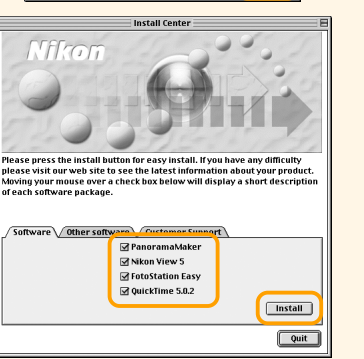 Install Center
Nikon
Please press the install button for easy install. If you have any difficulty
please visit our web site to see the latest information about your product.
Moving your mouse over a check box below will display a short description
of each software package.
Software Other software Customer Support
PanoramaMaker
Nikon View 5
FotoStation Easy
QuickTime 5.0.2
Install
Quit